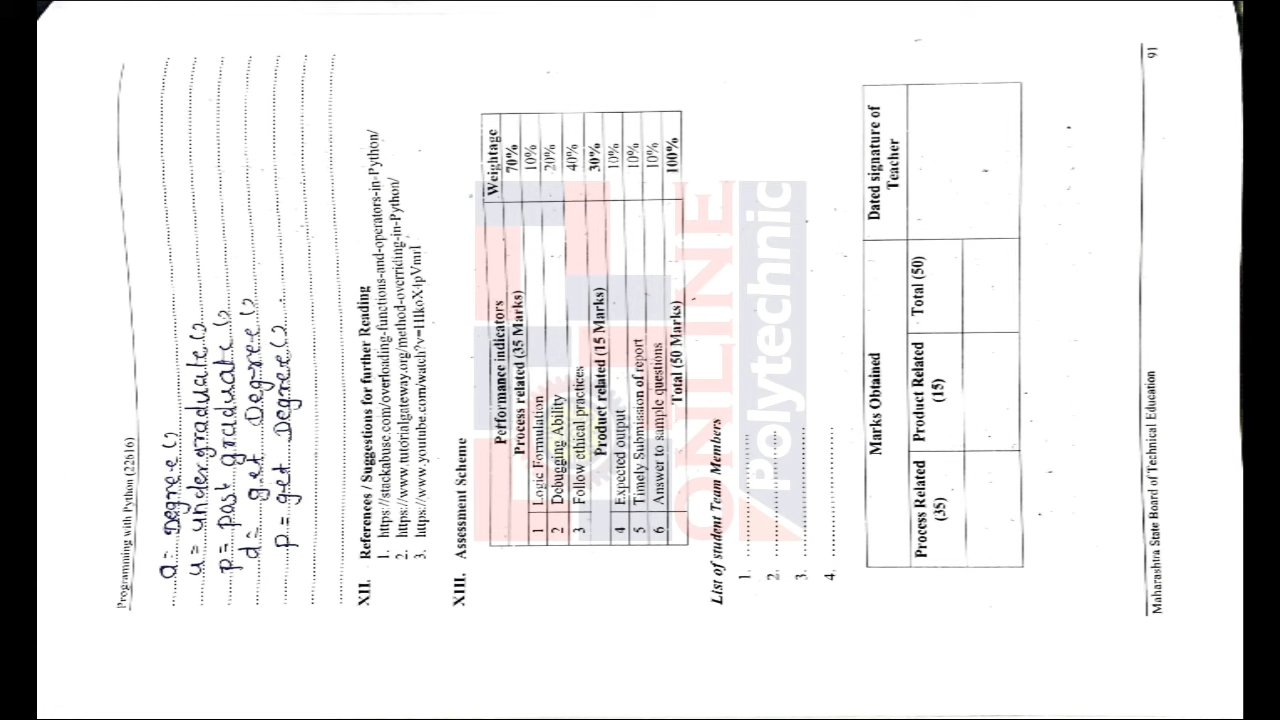 Programming with Python (22616)
a = Degree ()
u = undergraduate ()
p = post graduate ()
d = get Degree ()
p = get Degree ()
XII. References / Suggestions for further Reading
1. https://stackabuse.com/overloading-functions-and-operators-in-Python/
2. https://www.tutorialgateway.org/method-overriding-in-Python/
3. https://www.youtube.com/watch?v=
XIII. Assessment Scheme
Performance indicators Weightage
Process related (35 Marks) 70%
1 Logic Formulation 10%
2 Debugging Ability 20%
3 Follow ethical practices 40%
Product related (15 Marks) 30%
4 Expected output 10%
5 Timely Submission of report 10%
6 Answer to sample questions 10%
Total (50 Marks) 100%
List of student Team Members
1. ..............................
2. ..............................
3. ..............................
4. ..............................
Marks Obtained Dated signature of Teacher
Process Related (35) Product Related (15) Total (50)
Maharashtra State Board of Technical Education 91
ONLINE
Polytechnic